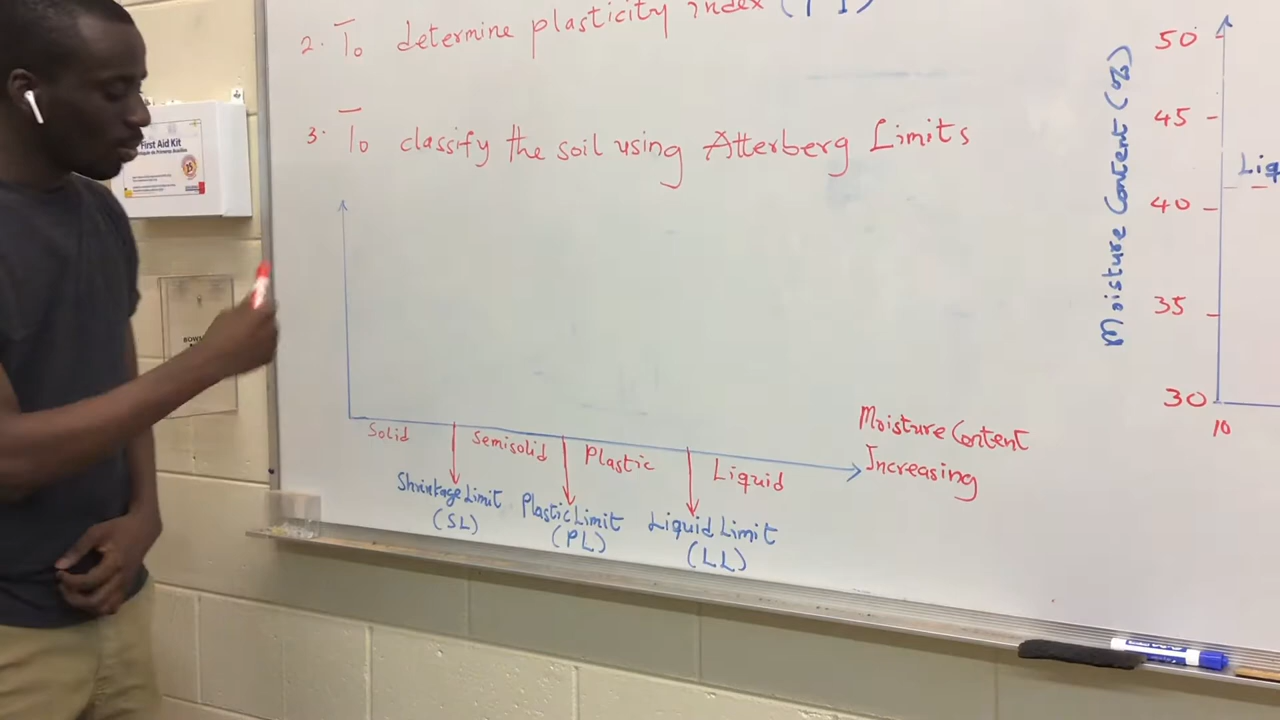 2. To determine plasticity index (PI)
3. To classify the soil using Atterberg Limits
First Aid Kit
Solid
Semisolid
Plastic
Liquid
Moisture Content
Increasing
Shrinkage Limit
(SL)
Plastic Limit
(PL)
Liquid Limit
(LL)
Moisture Content (%)
50
45
Liq
40
35
30
10